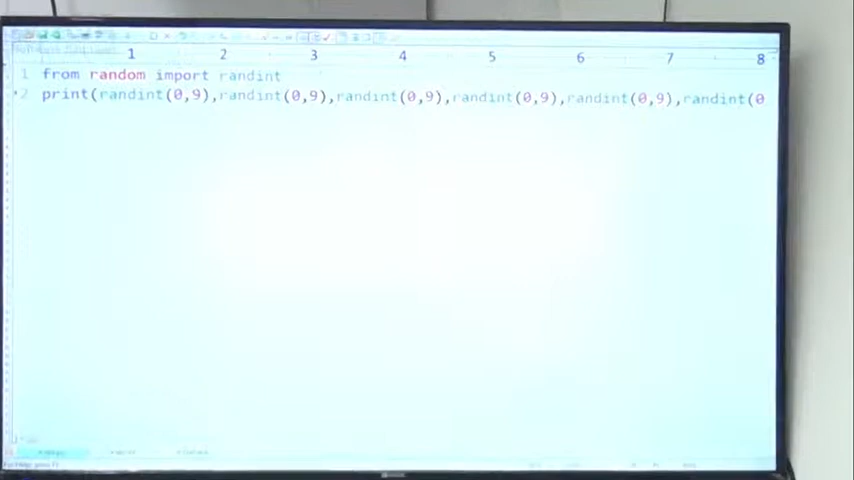 1 2 3 4 5 6 7 8
1 from random import randint
2 print(randint(0,9),randint(0,9),randint(0,9),randint(0,9),randint(0,9),randint(0